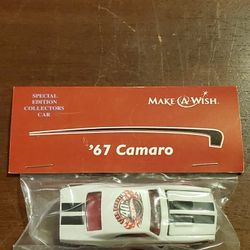 SPECIAL
EDITION
COLLECTORS
CAR
MAKE A WISH.
'67 Camaro